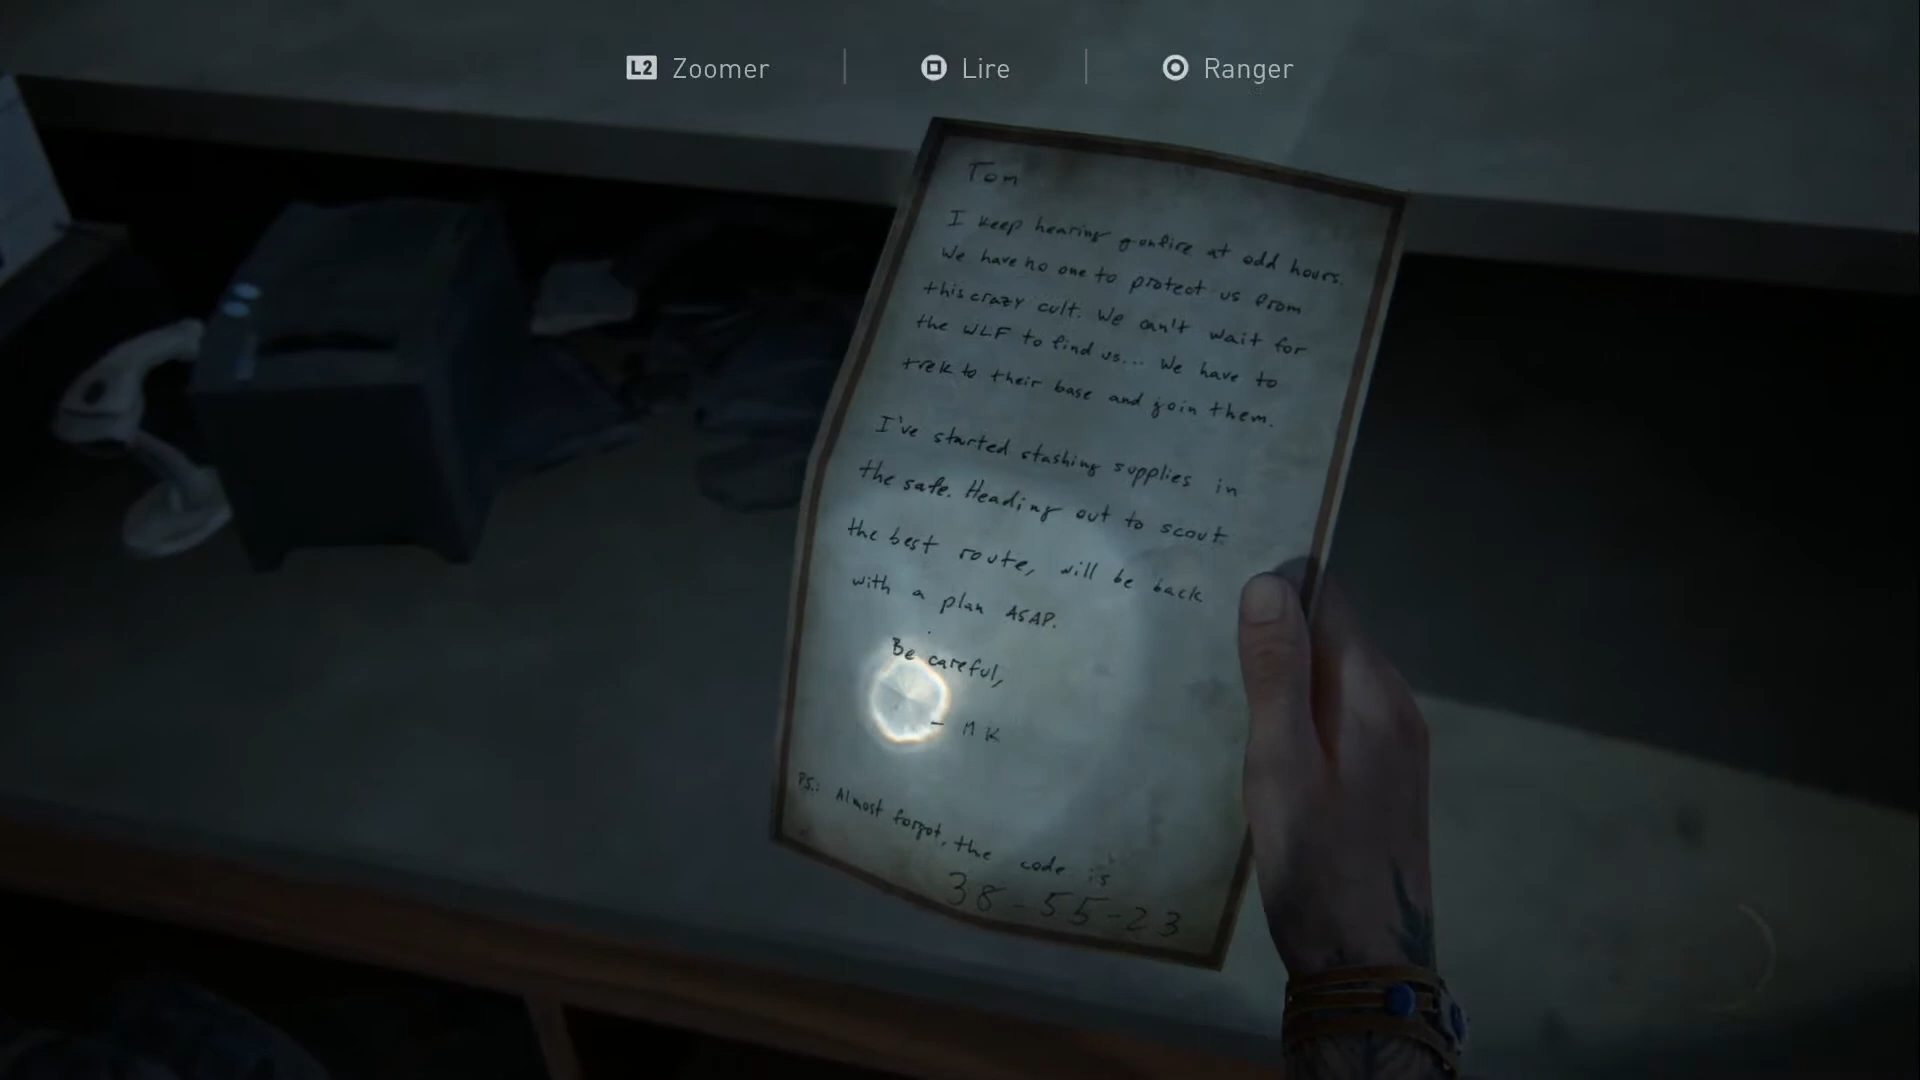 L2 Zoomer Lire Ranger
Tom
I keep hearing gunfire at odd hours.
We have no one to protect us from
this crazy cult. We can't wait for
the WLF to find us... We have to
trek to their base and join them.
I've started stashing supplies in
the safe. Heading out to scout
the best route, will be back
with a plan ASAP.
Be careful,
- MK
PS.: Almost forgot, the code is
38-55-23